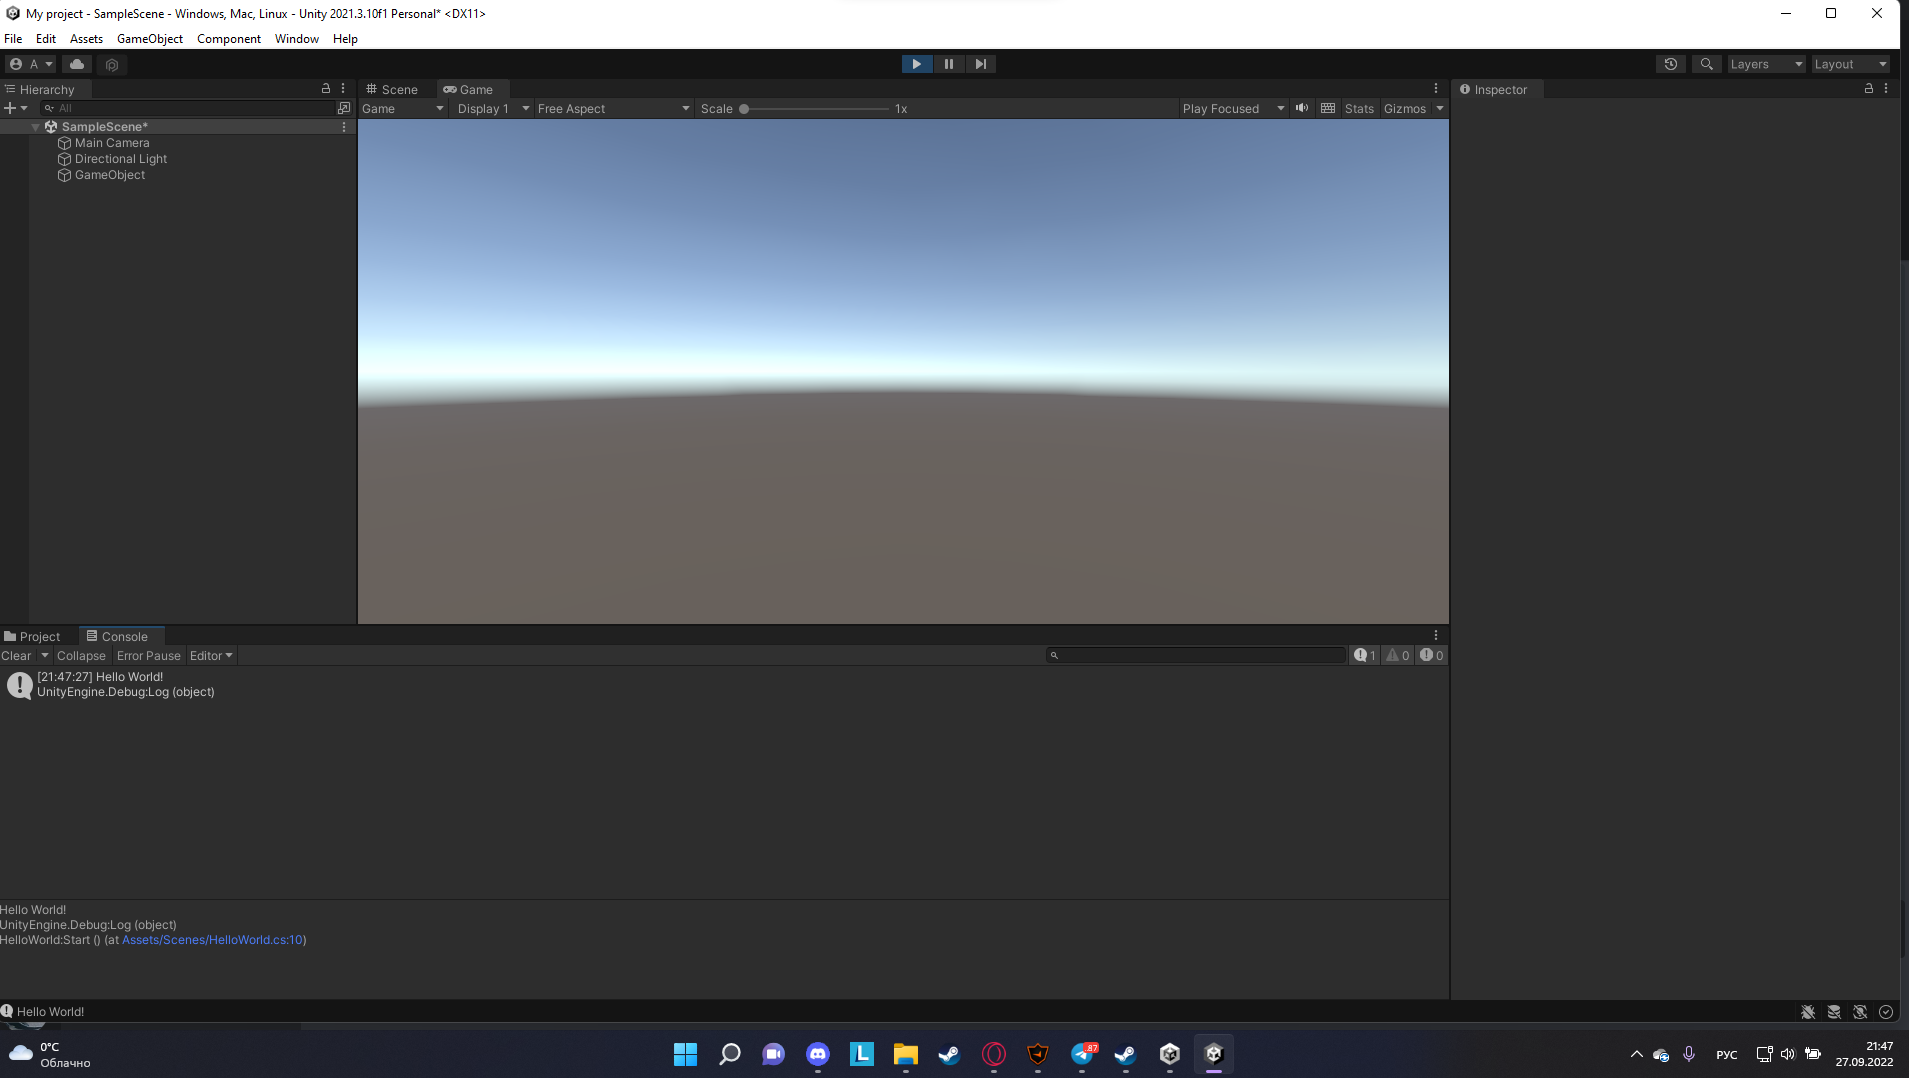 My project - SampleScene - Windows, Mac, Linux - Unity 2021.3.10f1 Personal* <DX11>
File Edit Assets GameObject Component Window Help
A Layers Layout
Hierarchy Scene Game Inspector
All Game Display 1 Free Aspect Scale 1x Play Focused Stats Gizmos
SampleScene*
Main Camera
Directional Light
GameObject
Project Console
Clear Collapse Error Pause Editor 1 0 0
[21:47:27] Hello World!
UnityEngine.Debug:Log (object)
Hello World!
UnityEngine.Debug:Log (object)
HelloWorld:Start () (at Assets/Scenes/HelloWorld.cs:10)
Hello World!
0°C
Облачно
L
87
РУС
21:47
27.09.2022